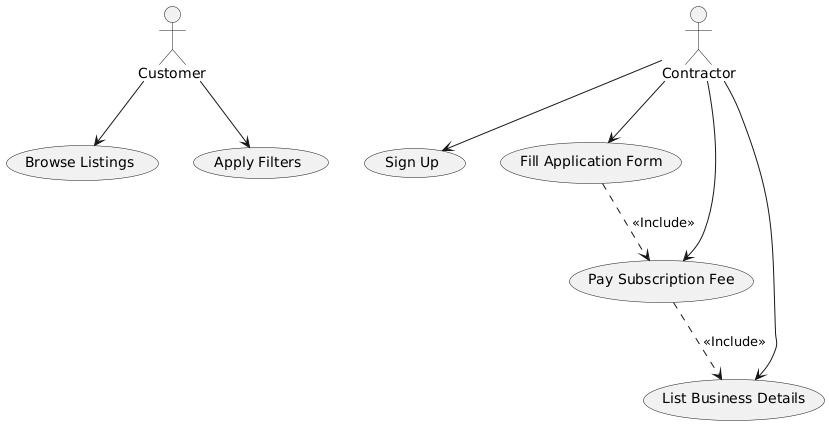 Customer
Contractor
Browse Listings
Apply Filters
Sign Up
Fill Application Form
«Include»
Pay Subscription Fee
«Include»
List Business Details